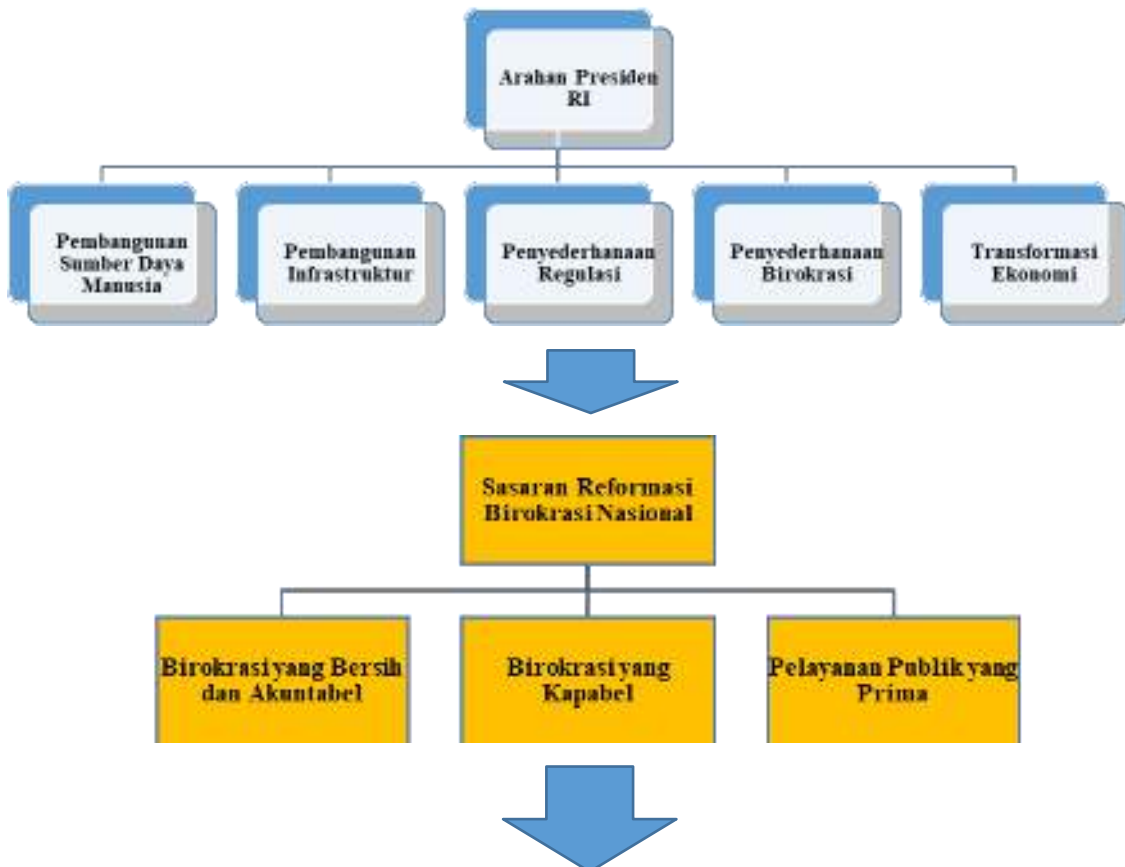 Arahan Presiden
RI
Pembangunan
Sumber Daya
Manusia
Pembangunan
Infrastruktur
Penyederhanaan
Regulasi
Penyederhanaan
Birokrasi
Transformasi
Ekonomi
Sasaran Reformasi
Birokrasi Nasional
Birokrasi yang Bersih
dan Akuntabel
Birokrasi yang
Kapabel
Pelayanan Publik yang
Prima